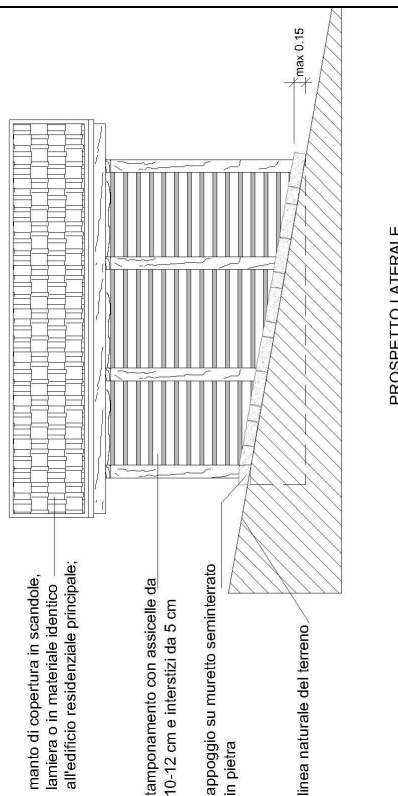 manto di copertura in scandole,
lamiera o in materiale identico
all'edificio residenziale principale;
tamponamento con assicelle da
10-12 cm e interstizi da 5 cm
appoggio su muretto seminterrato
in pietra
linea naturale del terreno
max 0.15
PROSPETTO LATERALE